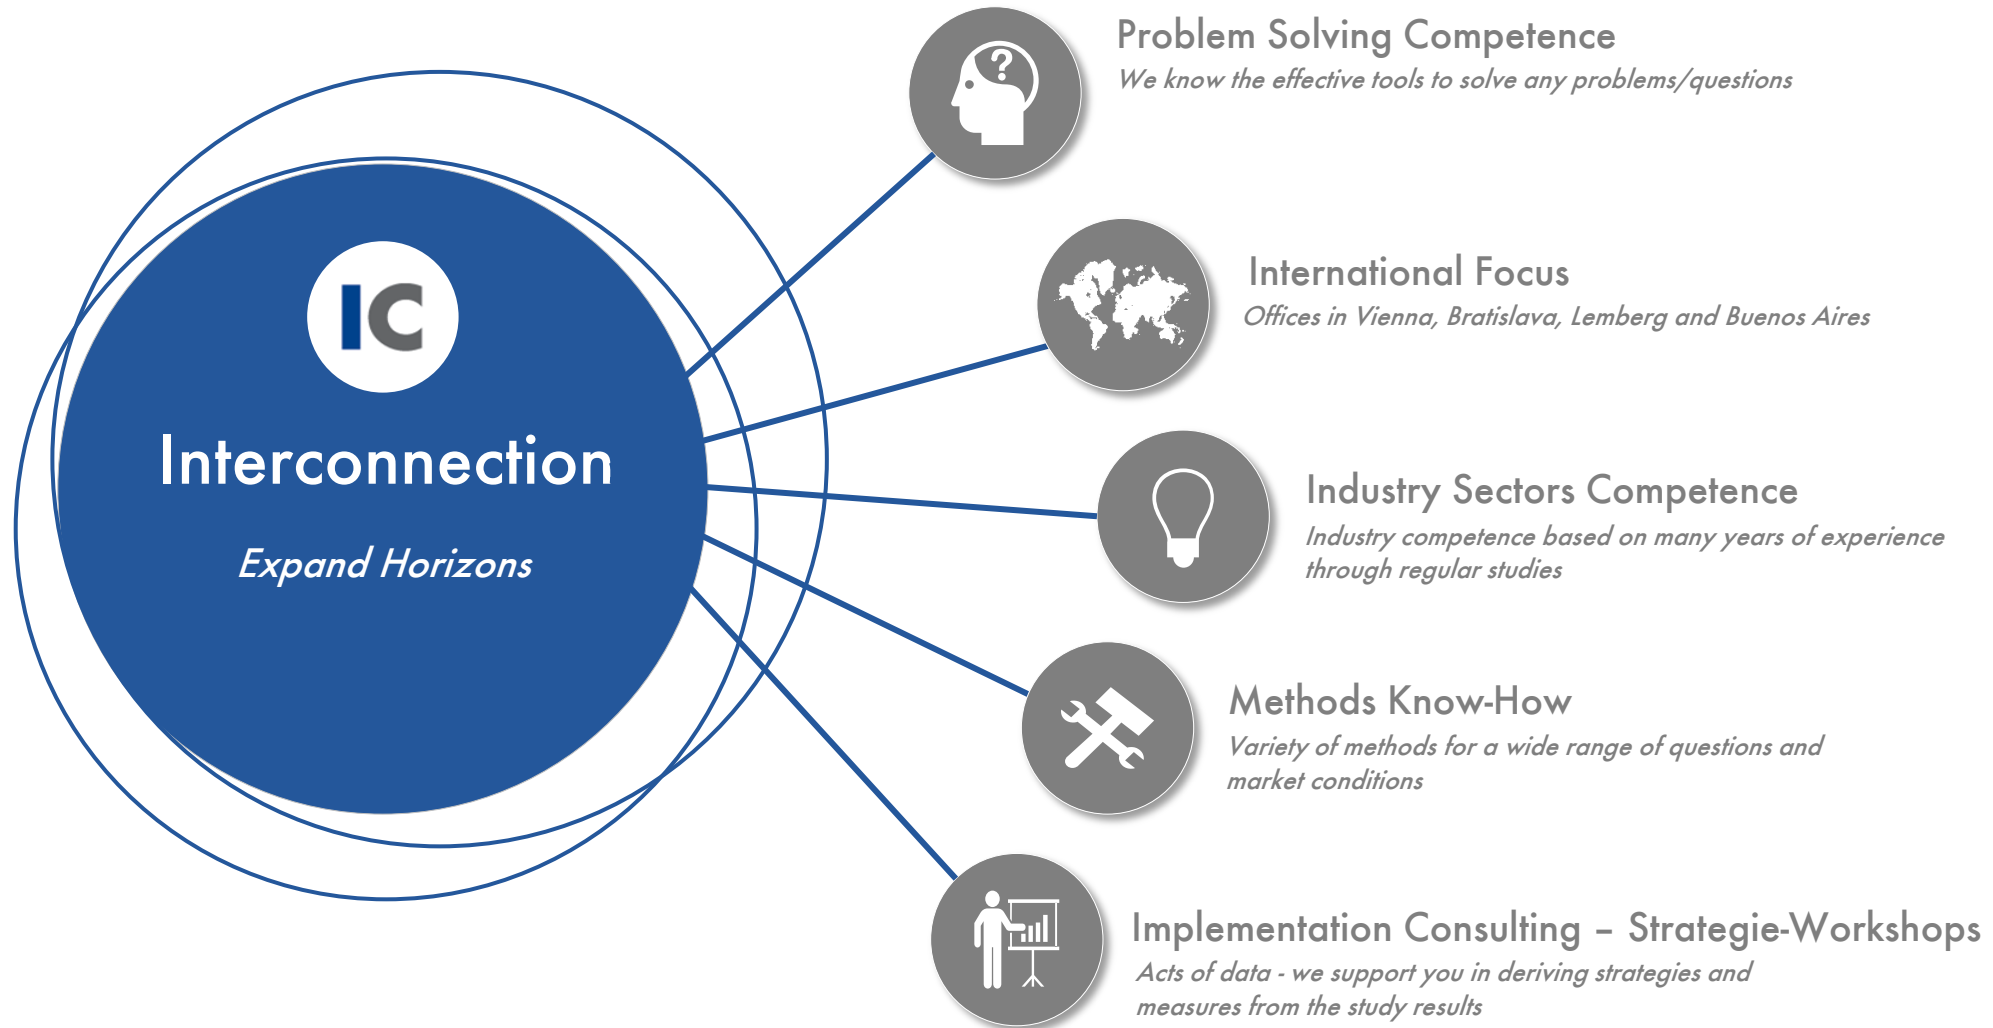 IC
Interconnection
Expand Horizons
?
Problem Solving Competence
We know the effective tools to solve any problems/questions
International Focus
Offices in Vienna, Bratislava, Lemberg and Buenos Aires
Industry Sectors Competence
Industry competence based on many years of experience
through regular studies
Methods Know-How
Variety of methods for a wide range of questions and
market conditions
Implementation Consulting – Strategie-Workshops
Acts of data - we support you in deriving strategies and
measures from the study results